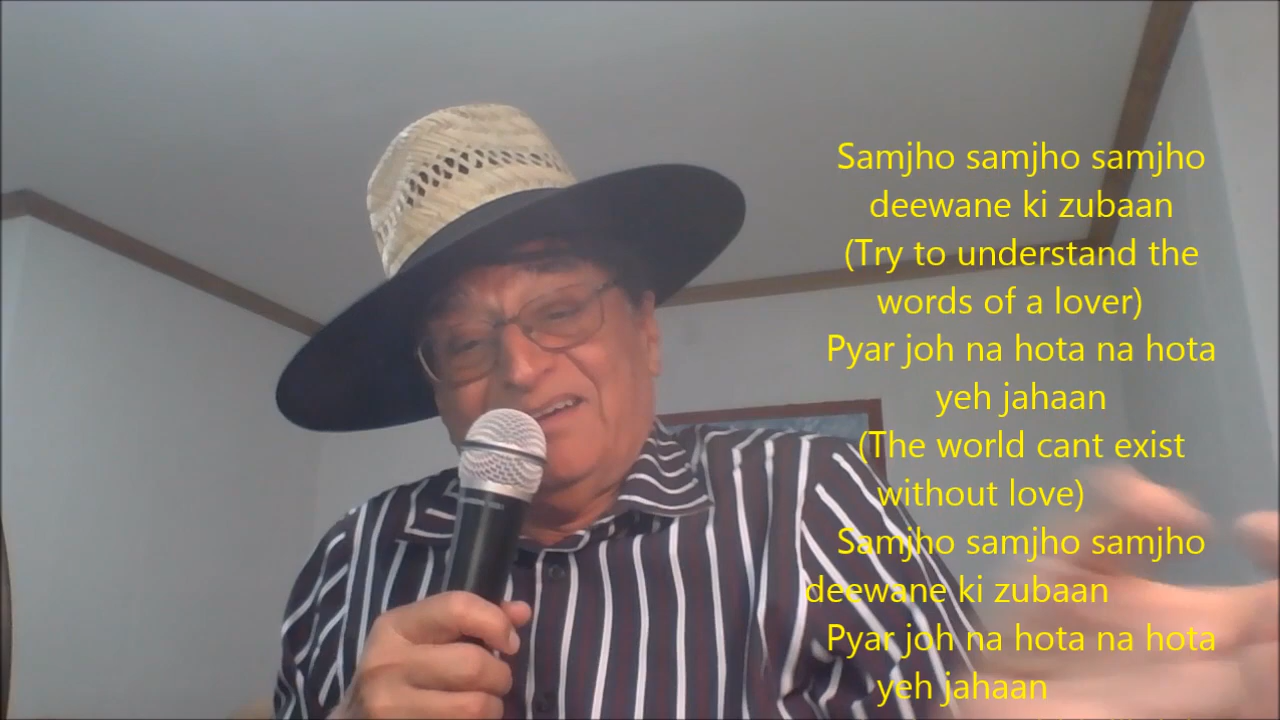 Samjho samjho samjho
deewane ki zubaan
(Try to understand the
words of a lover)
Pyar joh na hota na hota
yeh jahaan
(The world cant exist
without love)
Samjho samjho samjho
deewane ki zubaan
Pyar joh na hota na hota
yeh jahaan